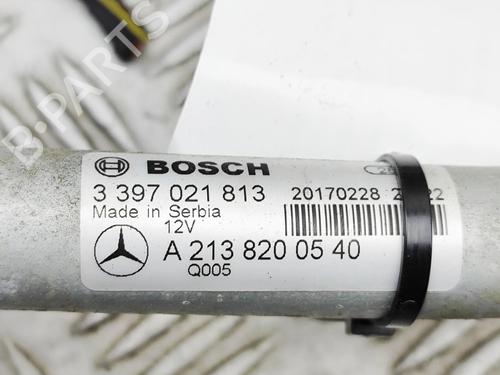 BOSCH
3 397 021 813
Made in Serbia
12V
20170228
A 213 820 05 40
Q005
B-PARTS